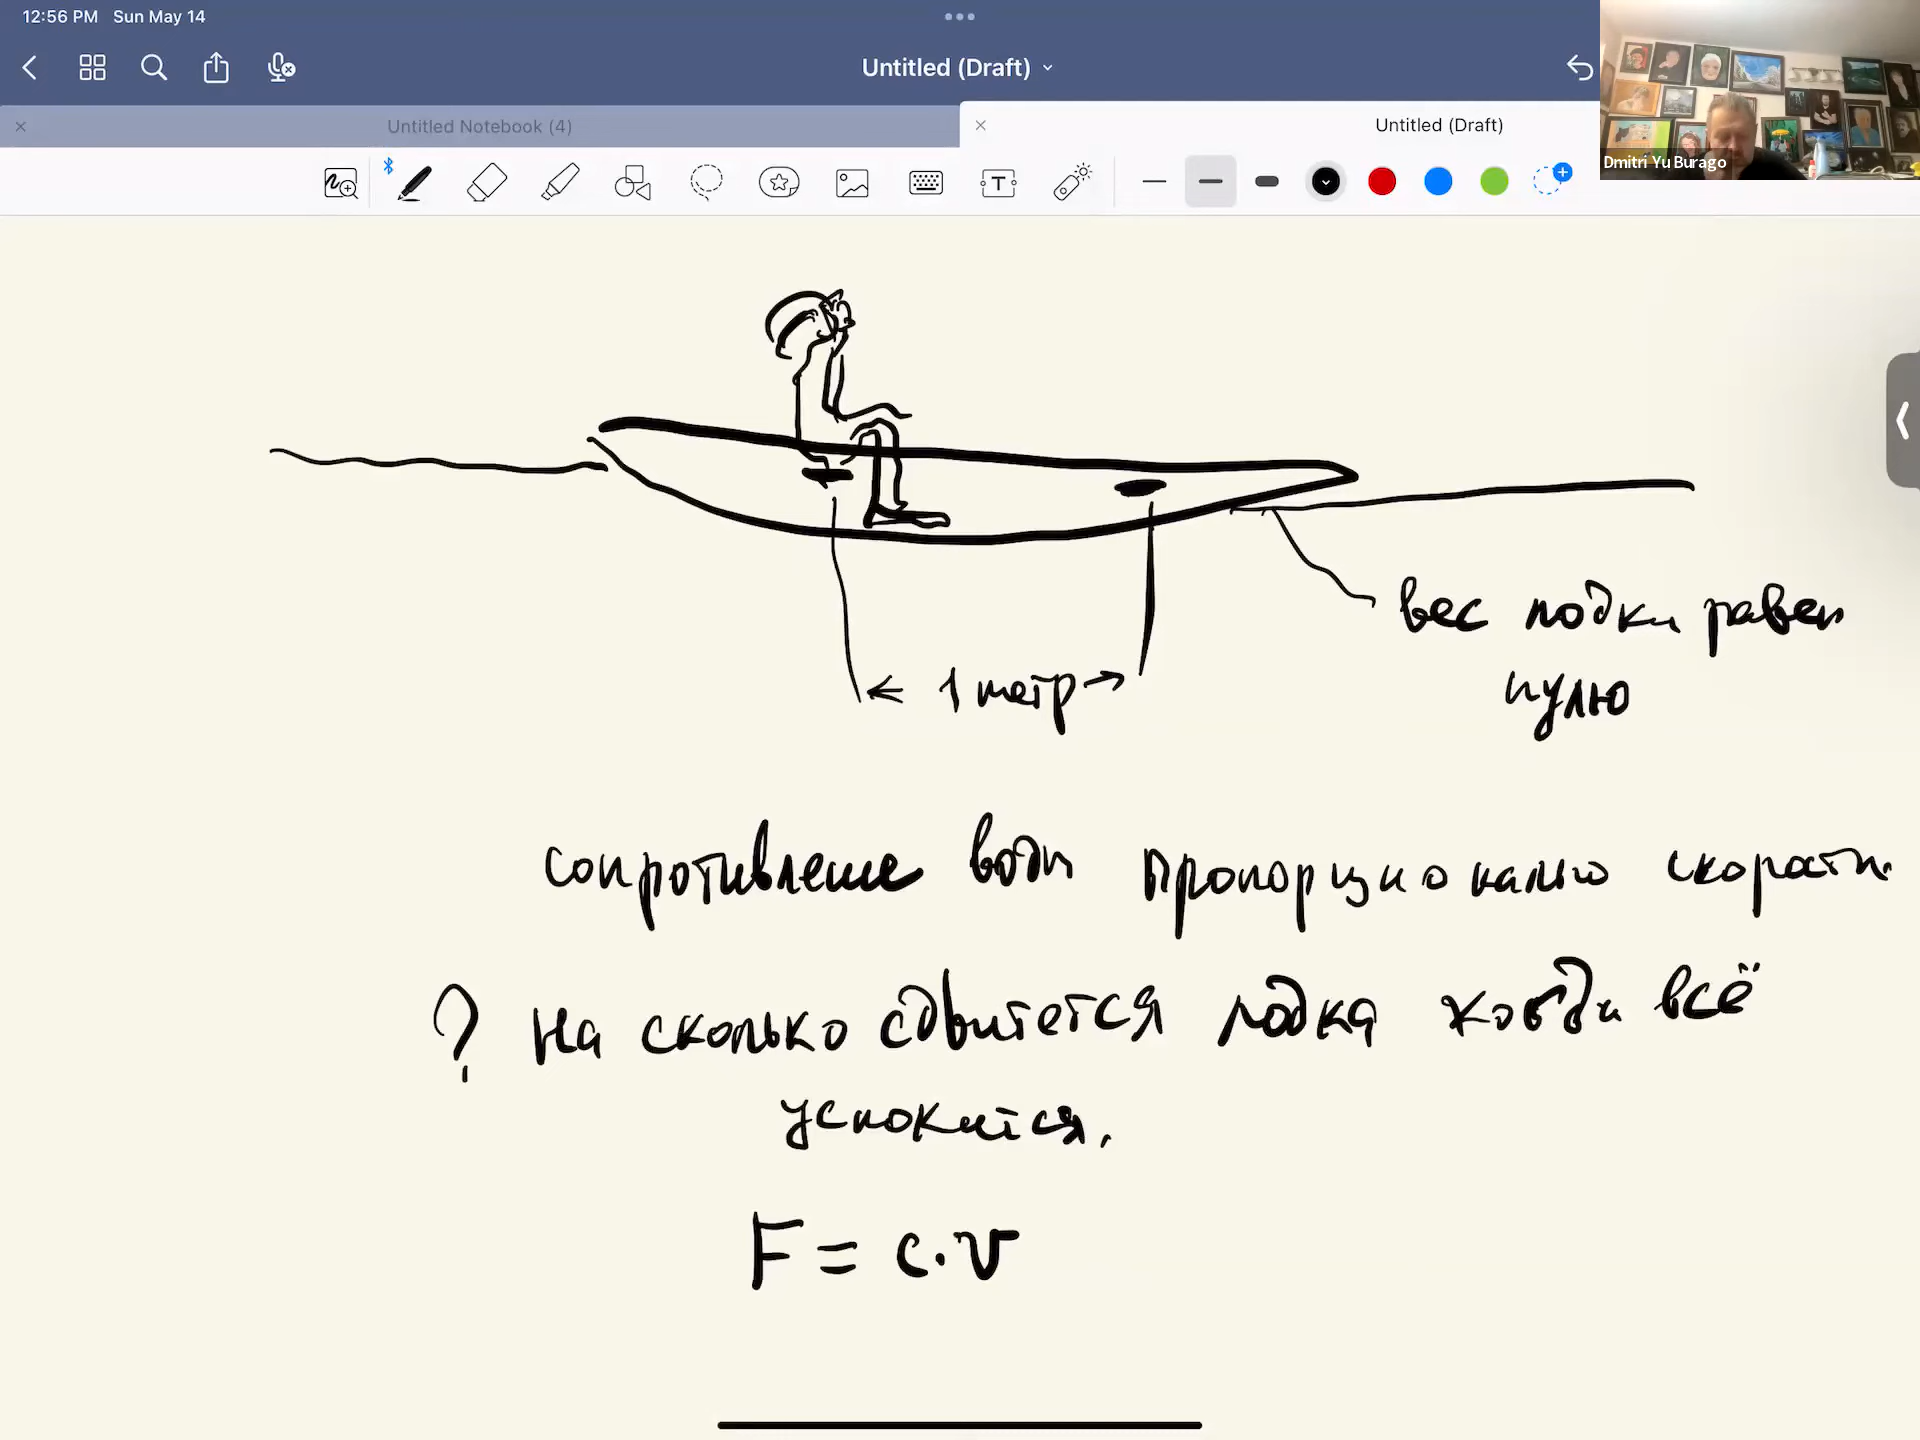 12:56 PM Sun May 14
Untitled (Draft)
Untitled Notebook (4)
Untitled (Draft)
T
Dmitri Yu Burago
вес лодки равен
нулю
← 1 метр →
сопротивление воды пропорционально скорости.
? На сколько сдвинется лодка когда всё
успокоится.
F = c·v